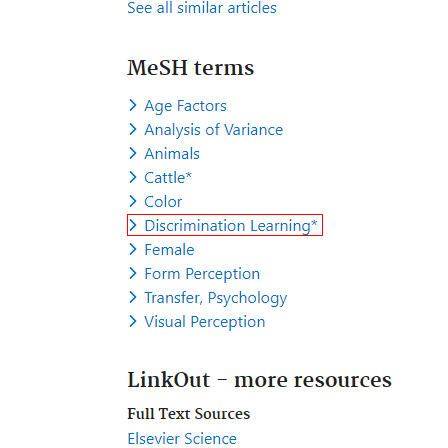 See all similar articles
MeSH terms
Age Factors
Analysis of Variance
Animals
Cattle*
Color
Discrimination Learning*
Female
Form Perception
Transfer, Psychology
Visual Perception
LinkOut - more resources
Full Text Sources
Elsevier Science